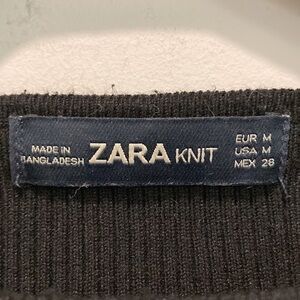 MADE IN
BANGLADESH
ZARA KNIT
EUR M
USA M
MEX 28